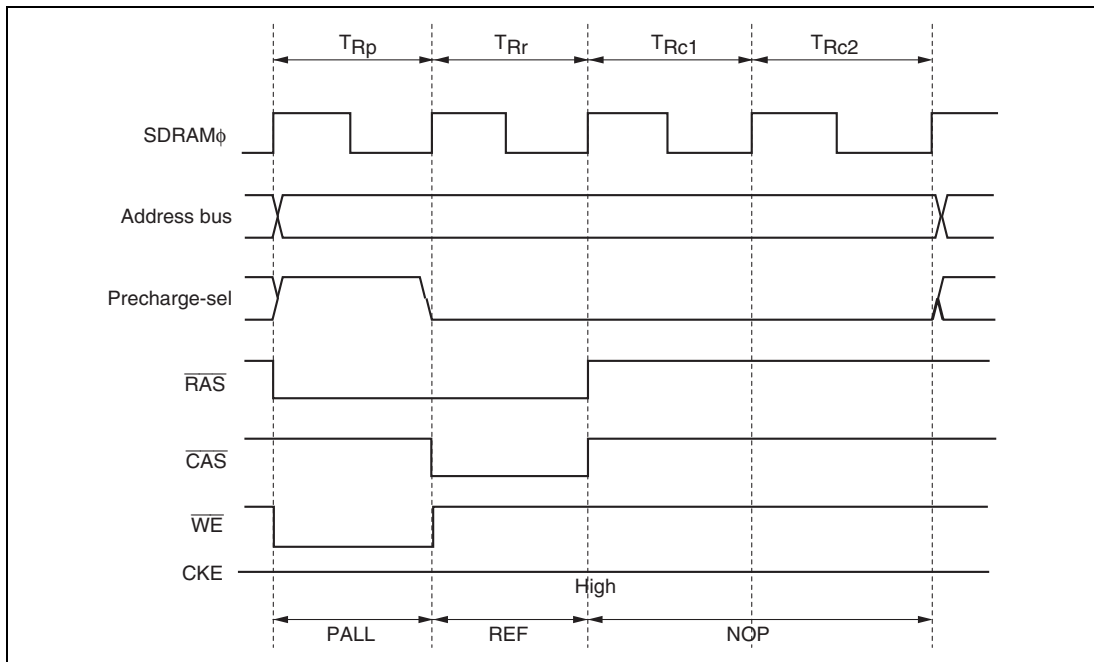 TRp TRr TRc1 TRc2
SDRAMϕ
Address bus
Precharge-sel
RAS
CAS
WE
CKE
High
PALL REF NOP